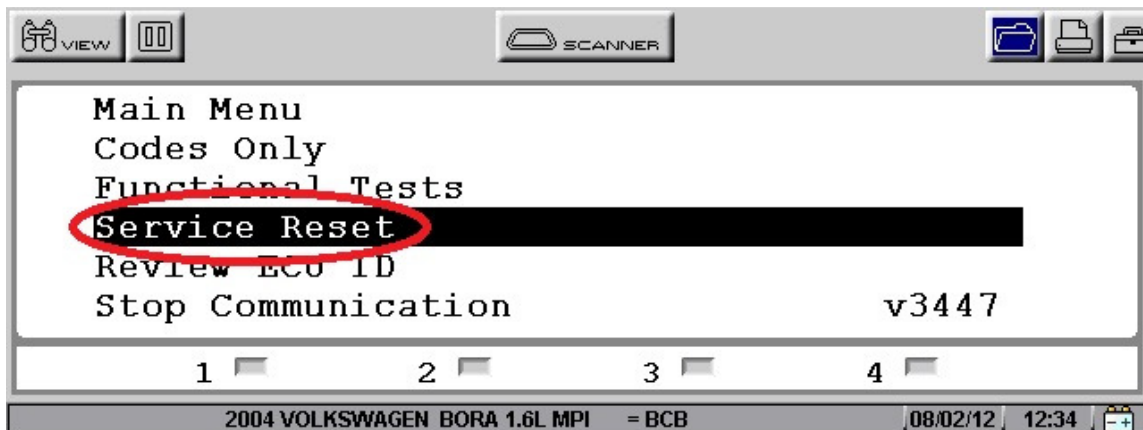 VIEW SCANNER
Main Menu
Codes Only
Functional Tests
Service Reset
Review ECU ID
Stop Communication v3447
1 2 3 4
2004 VOLKSWAGEN BORA 1.6L MPI = BCB 08/02/12 12:34